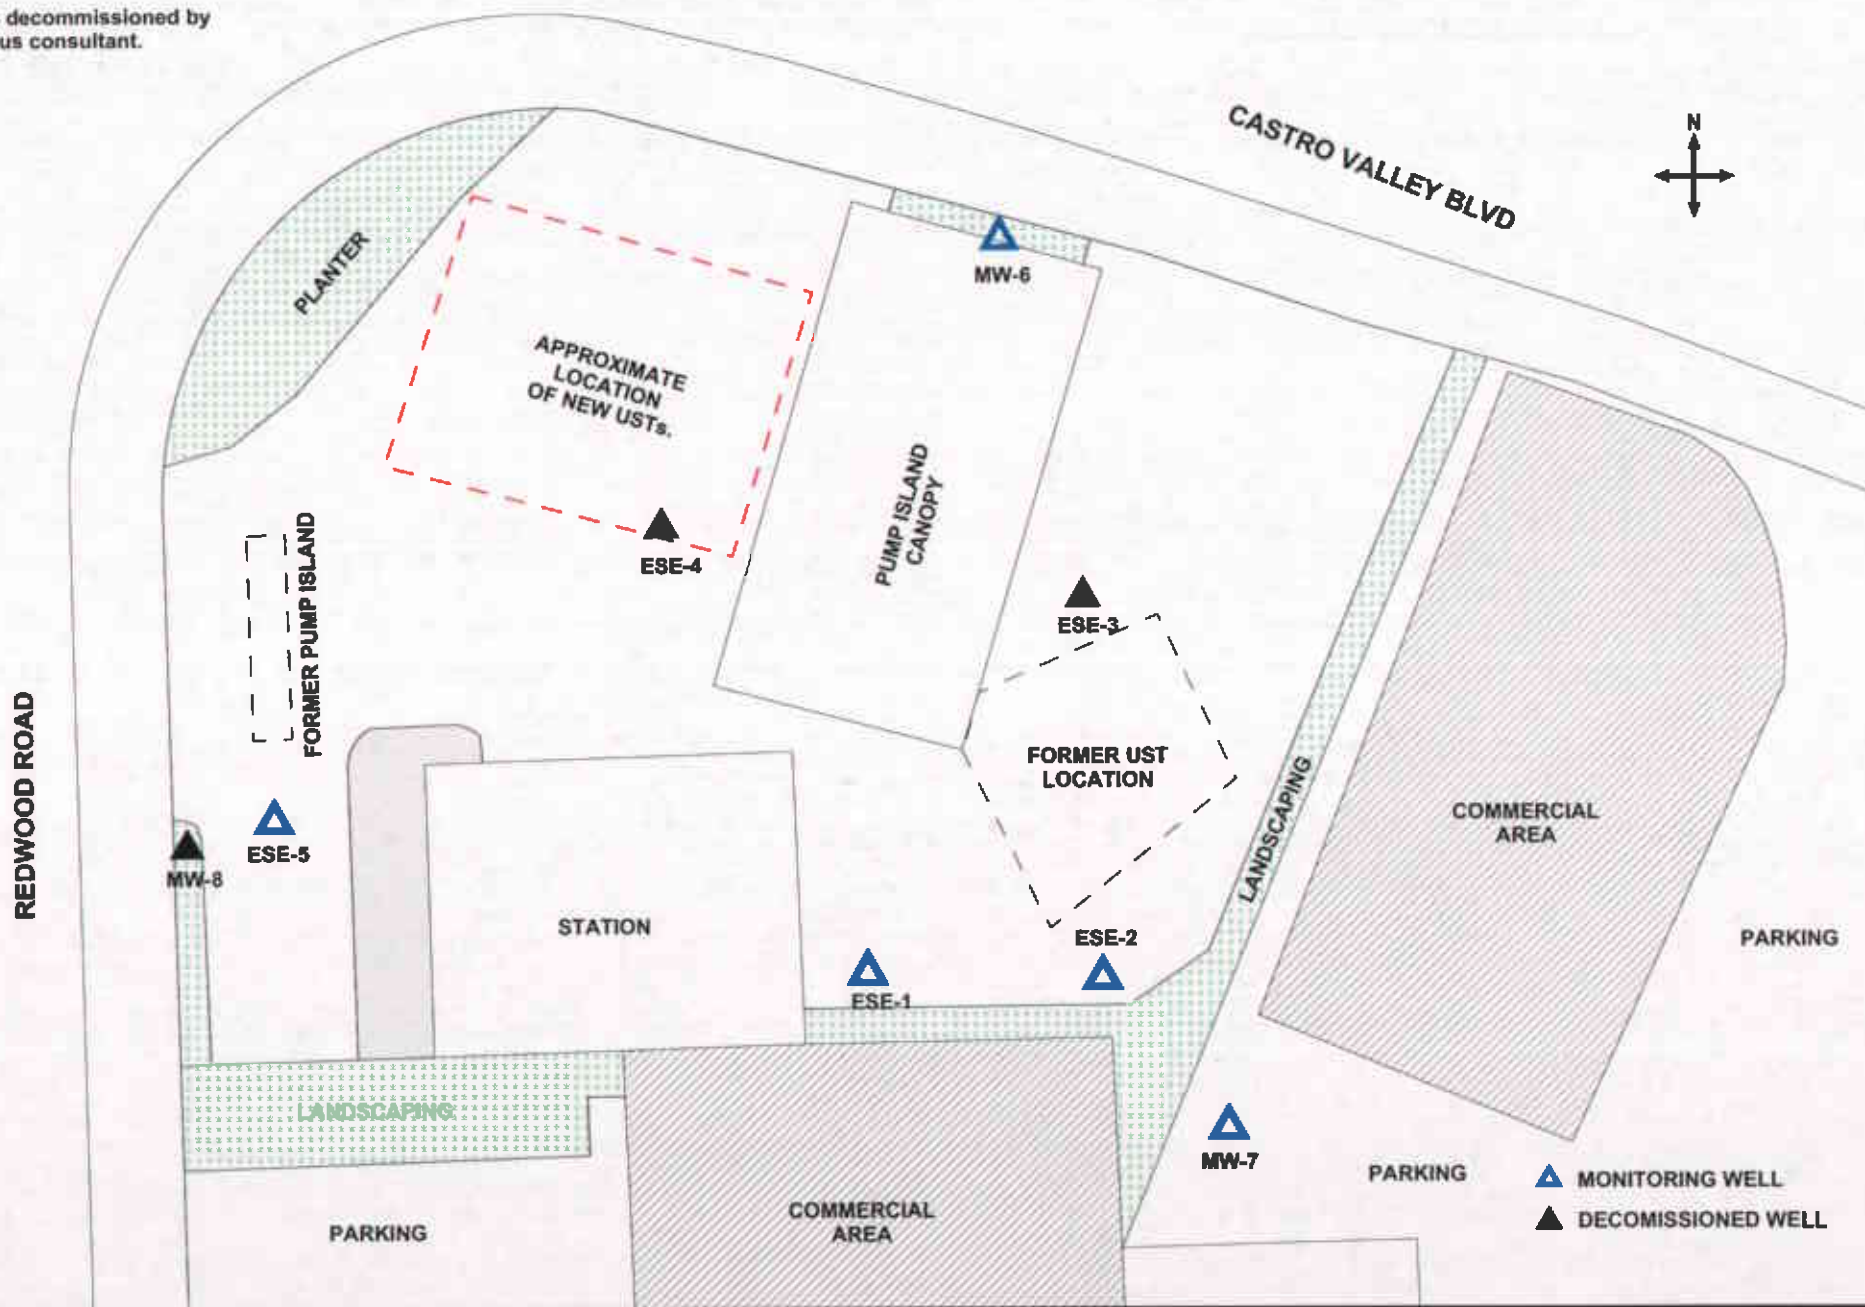 decommissioned by
us consultant.
CASTRO VALLEY BLVD
N
MW-6
PLANTER
APPROXIMATE
LOCATION
OF NEW USTs.
PUMP ISLAND
CANOPY
FORMER PUMP ISLAND
ESE-4
ESE-3
REDWOOD ROAD
FORMER UST
LOCATION
LANDSCAPING
COMMERCIAL
AREA
ESE-5
MW-8
STATION
ESE-2
PARKING
ESE-1
LANDSCAPING
MW-7
PARKING
MONITORING WELL
COMMERCIAL
AREA
DECOMISSIONED WELL
PARKING